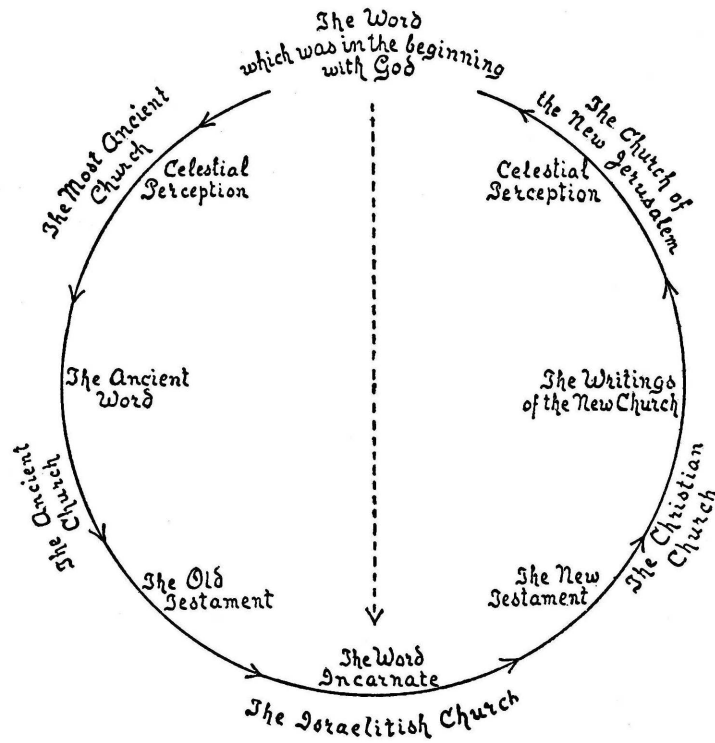 The Word
which was in the beginning
with God
The Most Ancient
Church
The Church of
the New Jerusalem
Celestial
Perception
Celestial
Perception
The Ancient
Word
The Writings
of the New Church
The Ancient
Church
The Christian
Church
The Old
Testament
The New
Testament
The Word
Incarnate
The Israelitish Church